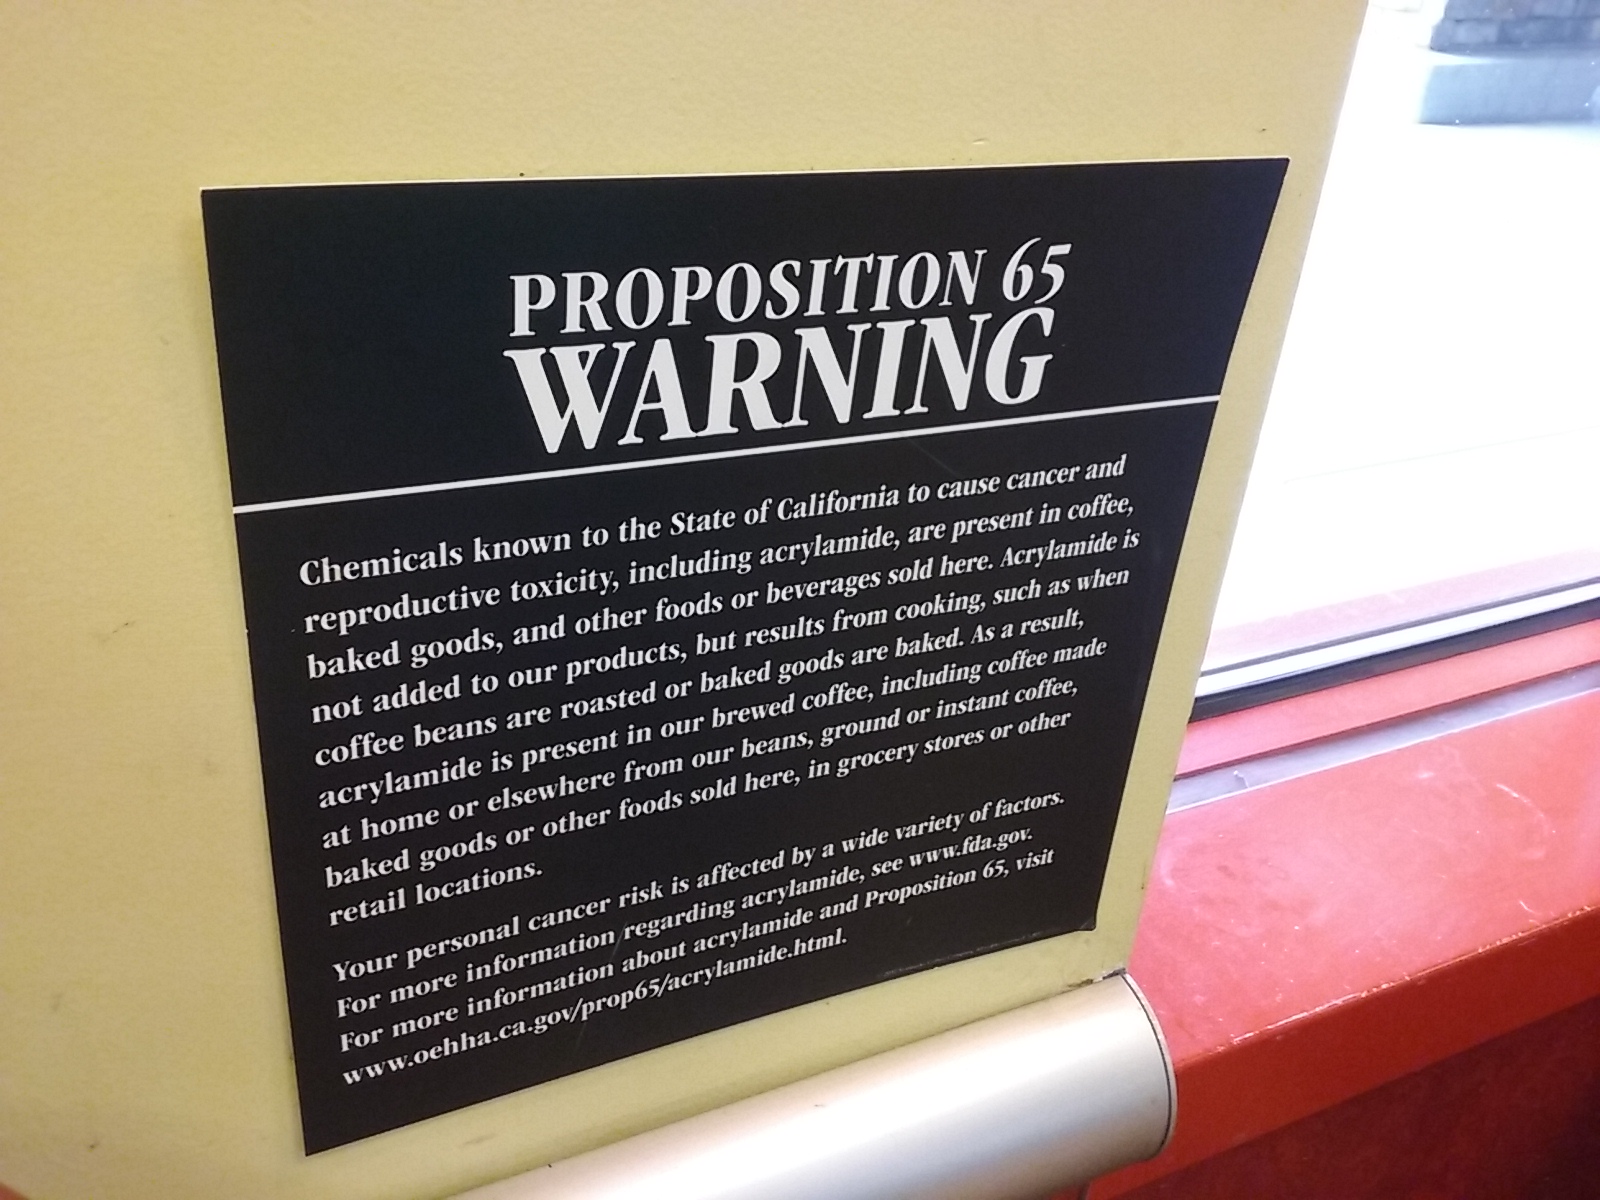 PROPOSITION 65
WARNING
Chemicals known to the State of California to cause cancer and
reproductive toxicity, including acrylamide, are present in coffee,
baked goods, and other foods or beverages sold here. Acrylamide is
not added to our products, but results from cooking, such as when
coffee beans are roasted or baked goods are baked. As a result,
acrylamide is present in our brewed coffee, including coffee made
at home or elsewhere from our beans, ground or instant coffee,
baked goods or other foods sold here, in grocery stores or other
retail locations.
Your personal cancer risk is affected by a wide variety of factors.
For more information regarding acrylamide, see www.fda.gov.
For more information about acrylamide and Proposition 65, visit
www.oehha.ca.gov/prop65/acrylamide.html.